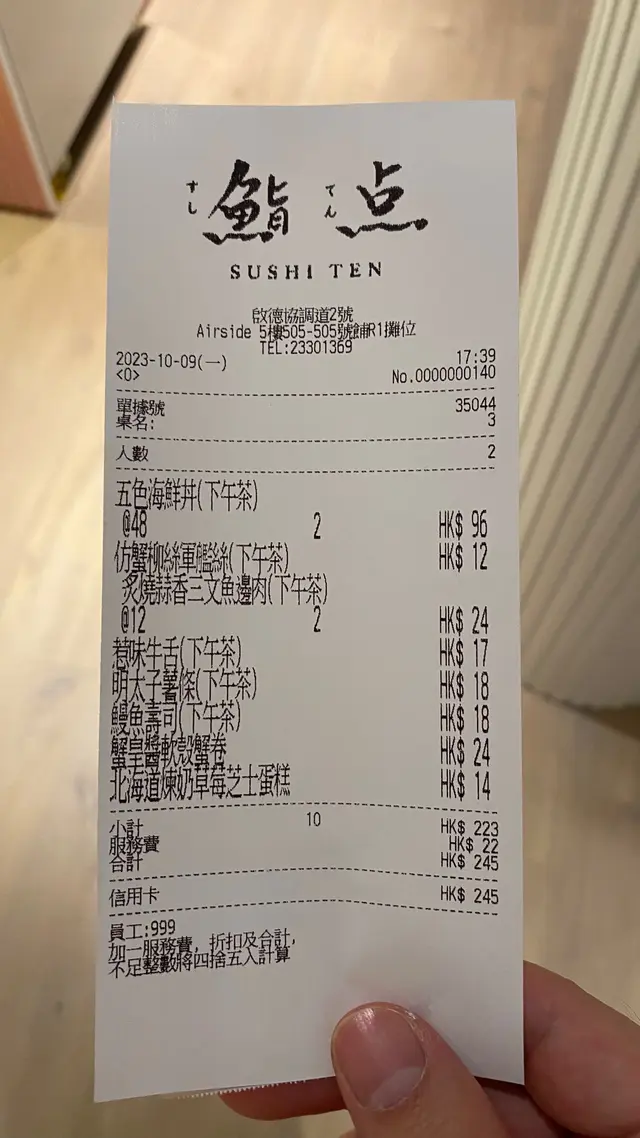 すし 鮨 てん 点
SUSHI TEN
啟德協調道2號
Airside 5樓505-505號舖R1攤位
TEL:23301369
2023-10-09(一) 17:39
<0> No.0000000140
單據號 35044
桌名: 3
人數 2
五色海鮮丼(下午茶)
@48 2 HK$ 96
仿蟹柳絲軍艦絲(下午茶) HK$ 12
炙燒蒜香三文魚邊肉(下午茶)
@12 2 HK$ 24
惹味牛舌(下午茶) HK$ 17
明太子薯條(下午茶) HK$ 18
鰻魚壽司(下午茶) HK$ 18
蟹皇醬軟殼蟹卷 HK$ 24
北海道煉奶草莓芝士蛋糕 HK$ 14
小計 10 HK$ 223
服務費 HK$ 22
合計 HK$ 245
信用卡 HK$ 245
員工:999
加一服務費, 折扣及合計,
不足整數將四捨五入計算